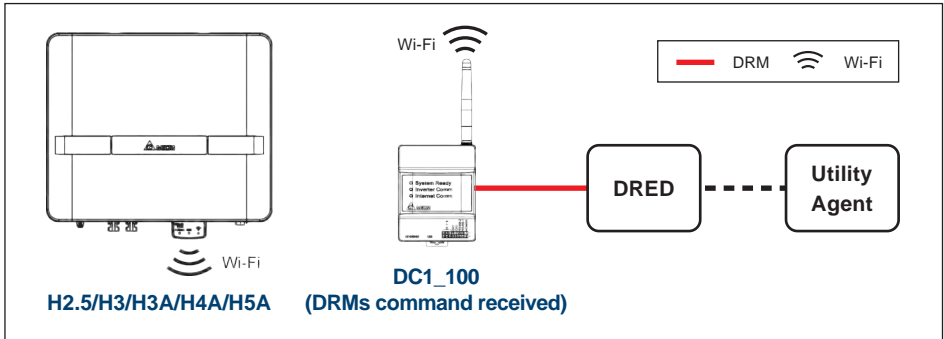 Wi-Fi
DRM
Wi-Fi
System Ready
Inverter Comm
Internet Comm
DRED
Utility
Agent
Wi-Fi
H2.5/H3/H3A/H4A/H5A
DC1_100
(DRMs command received)